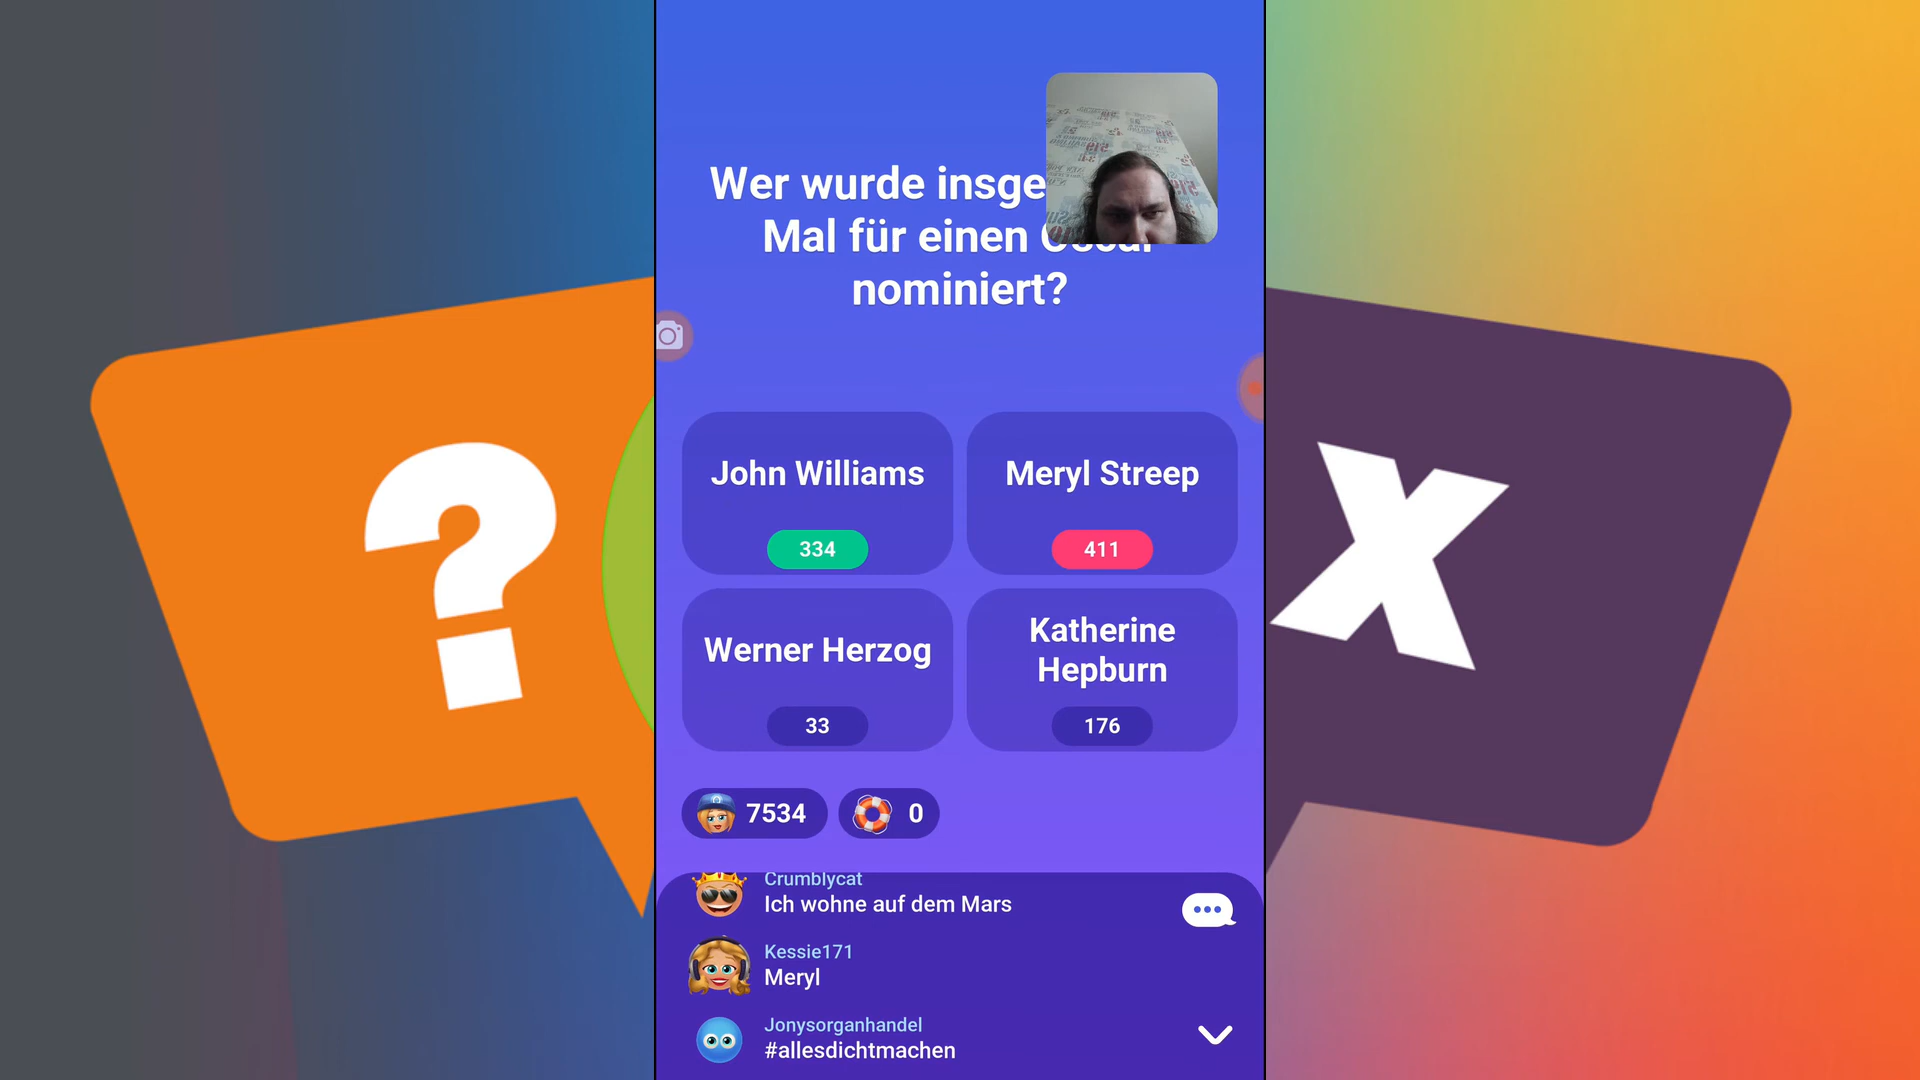 Wer wurde insge
Mal für einen
nominiert?
John Williams
334
Meryl Streep
411
Werner Herzog
33
Katherine
Hepburn
176
7534
0
Crumblycat
Ich wohne auf dem Mars
Kessie171
Meryl
Jonysorganhandel
#allesdichtmachen
?
X